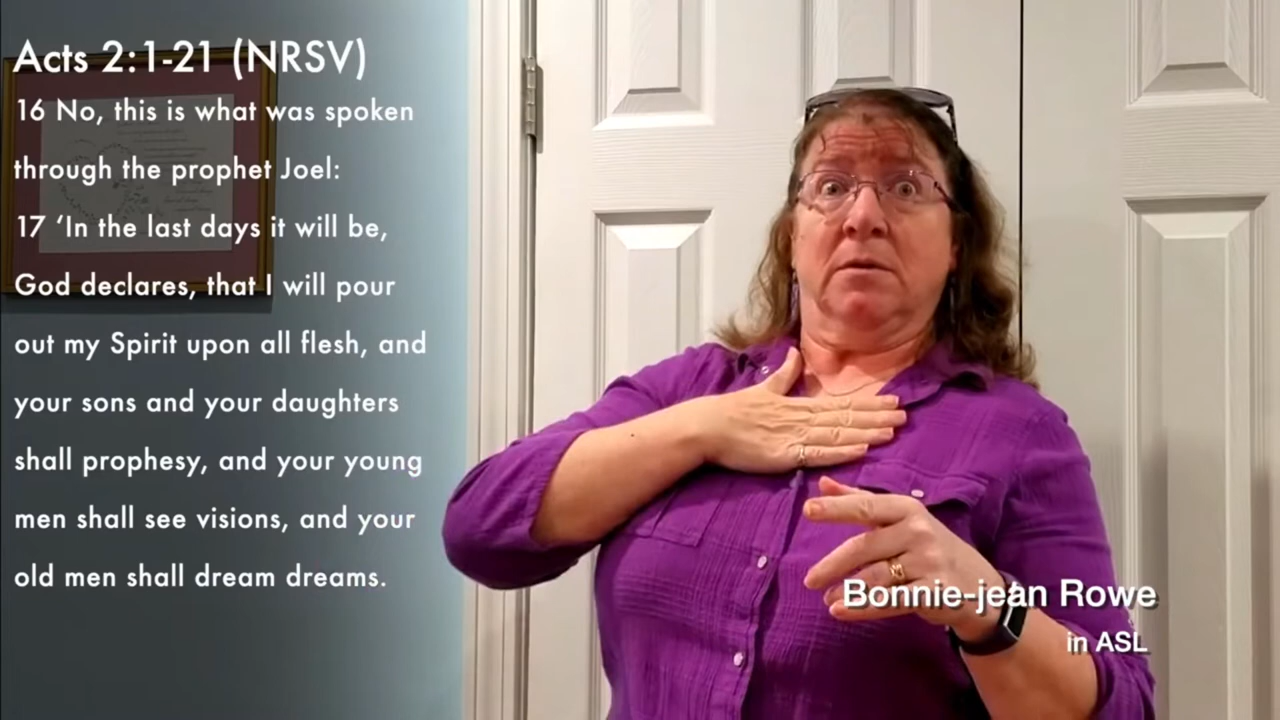 Acts 2:1-21 (NRSV)
16 No, this is what was spoken
through the prophet Joel:
17 ‘In the last days it will be,
God declares, that I will pour
out my Spirit upon all flesh, and
your sons and your daughters
shall prophesy, and your young
men shall see visions, and your
old men shall dream dreams.
Bonnie-jean Rowe
in ASL